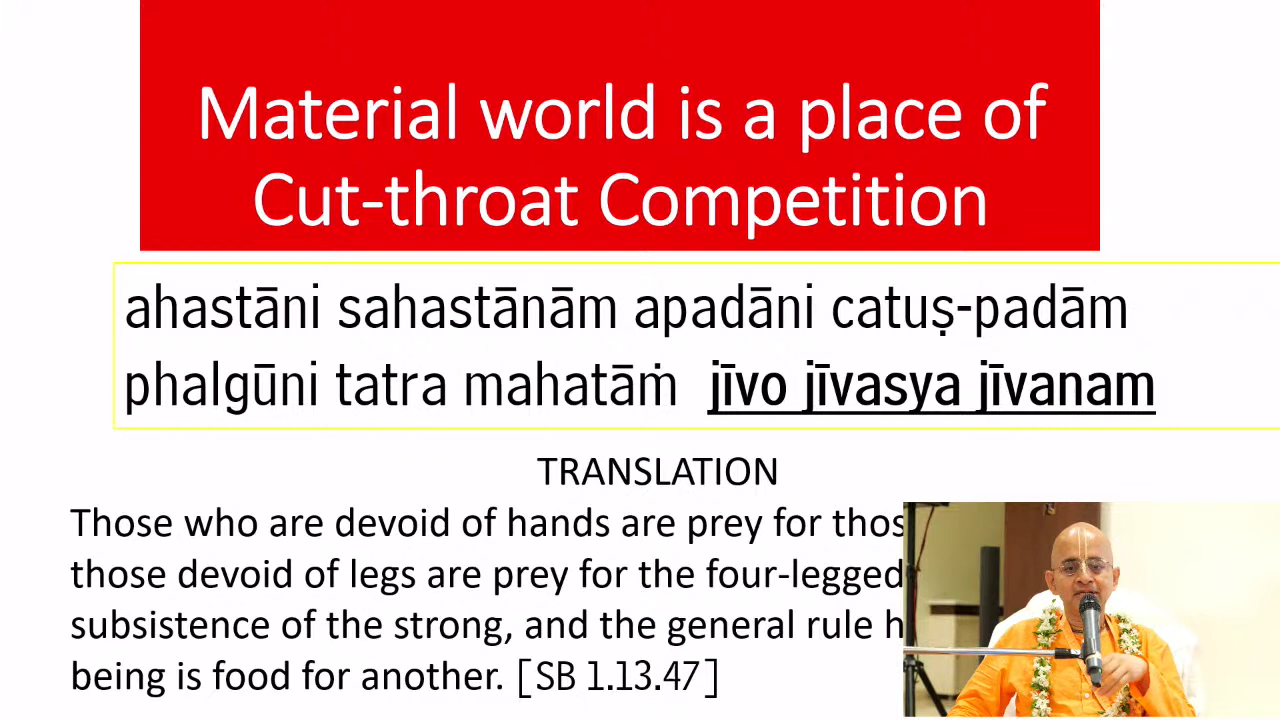 Material world is a place of
Cut-throat Competition
ahastāni sahastānām apadāni catuṣ-padām
phalgūni tatra mahatāṁ jīvo jīvasya jīvanam
TRANSLATION
Those who are devoid of hands are prey for
those devoid of legs are prey for the four-legged
subsistence of the strong, and the general rule
being is food for another. [SB 1.13.47]